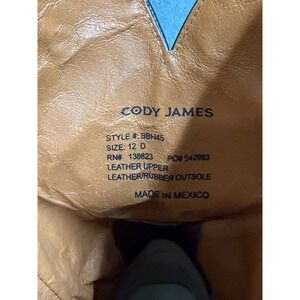 CODY JAMES
STYLE #: BBH45
SIZE: 12 D
RN# 138823 PO# 542983
LEATHER UPPER
LEATHER/RUBBER OUTSOLE
MADE IN MEXICO